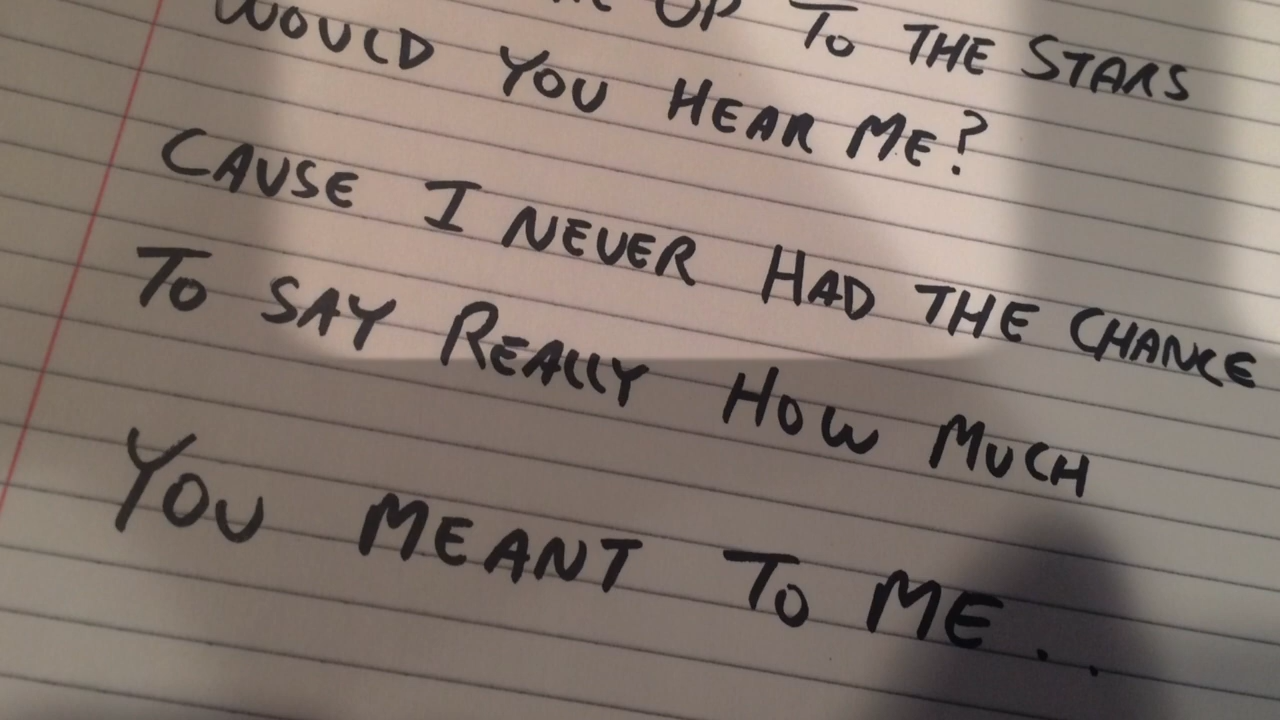 UP TO THE STARS
WOULD YOU HEAR ME?
CAUSE I NEVER HAD THE CHANCE
TO SAY REALLY HOW MUCH
YOU MEANT TO ME..